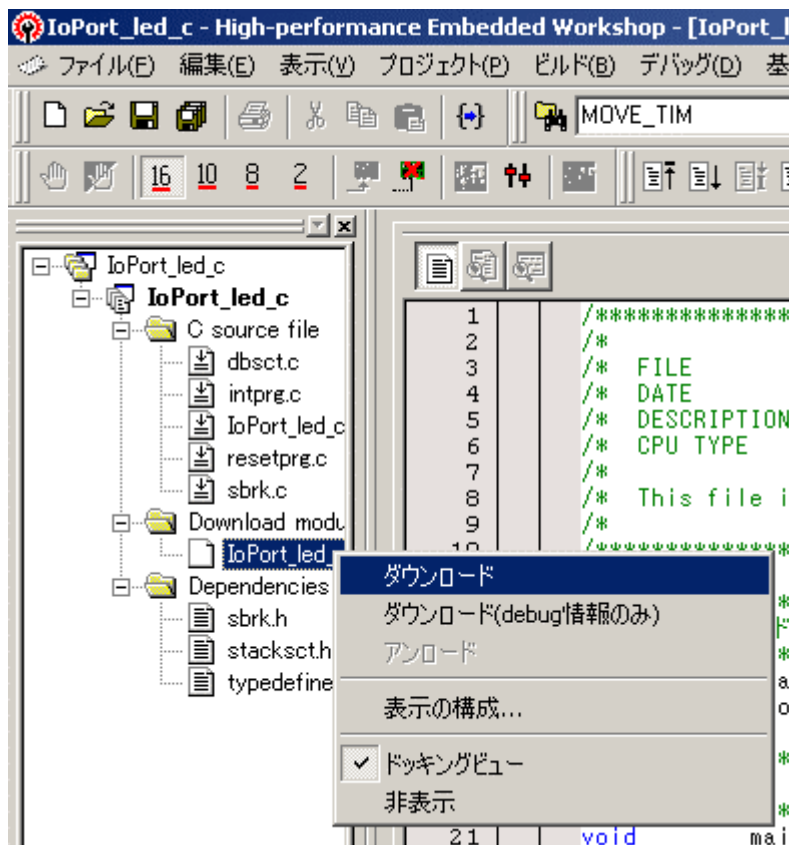 IoPort_led_c - High-performance Embedded Workshop - [IoPort_l
ファイル(F) 編集(E) 表示(V) プロジェクト(P) ビルド(B) デバッグ(D) 基
MOVE_TIM
16 10 8 2
IoPort_led_c
IoPort_led_c
C source file
dbsct.c
intprg.c
IoPort_led_c
resetprg.c
sbrk.c
Download modu
IoPort_led_
Dependencies
sbrk.h
stacksct.h
typedefine
ダウンロード
ダウンロード(debug情報のみ)
アンロード
表示の構成...
ドッキングビュー
非表示
1 /**************
2 /*
3 /* FILE
4 /* DATE
5 /* DESCRIPTION
6 /* CPU TYPE
7 /*
8 /* This file i
9 /*
10 /**************
21 void mai